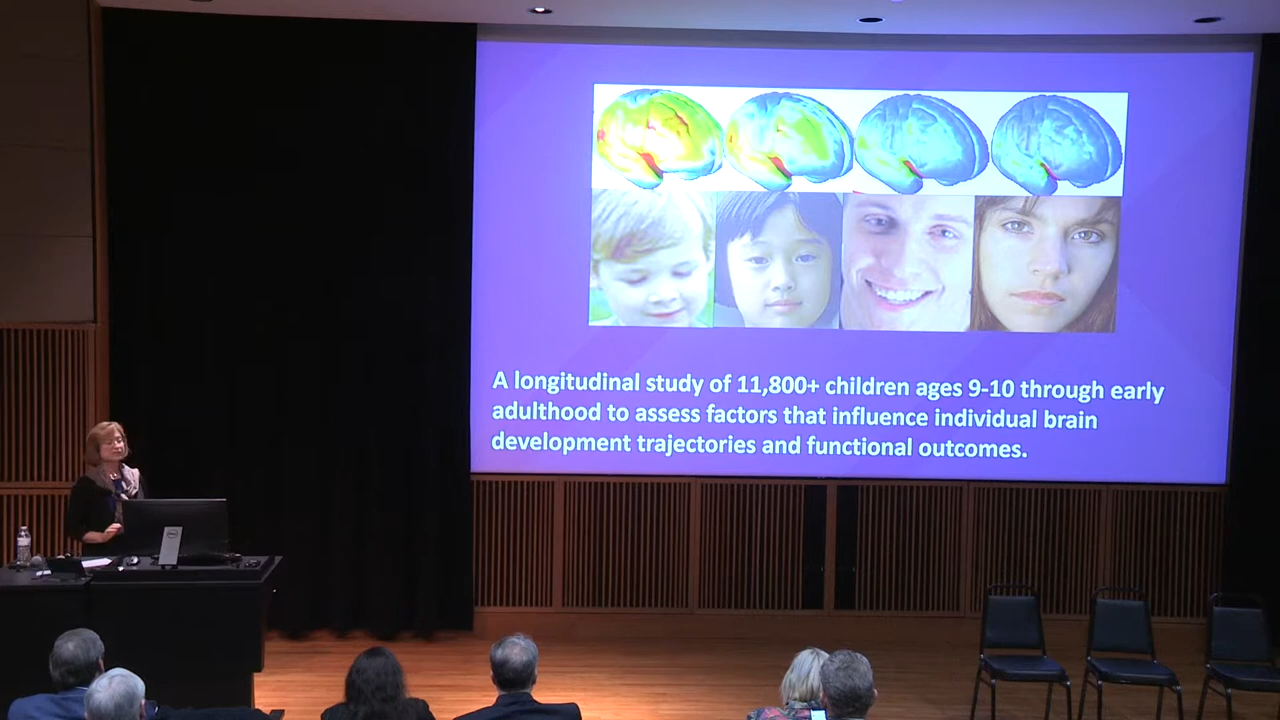 A longitudinal study of 11,800+ children ages 9-10 through early
adulthood to assess factors that influence individual brain
development trajectories and functional outcomes.
DELL